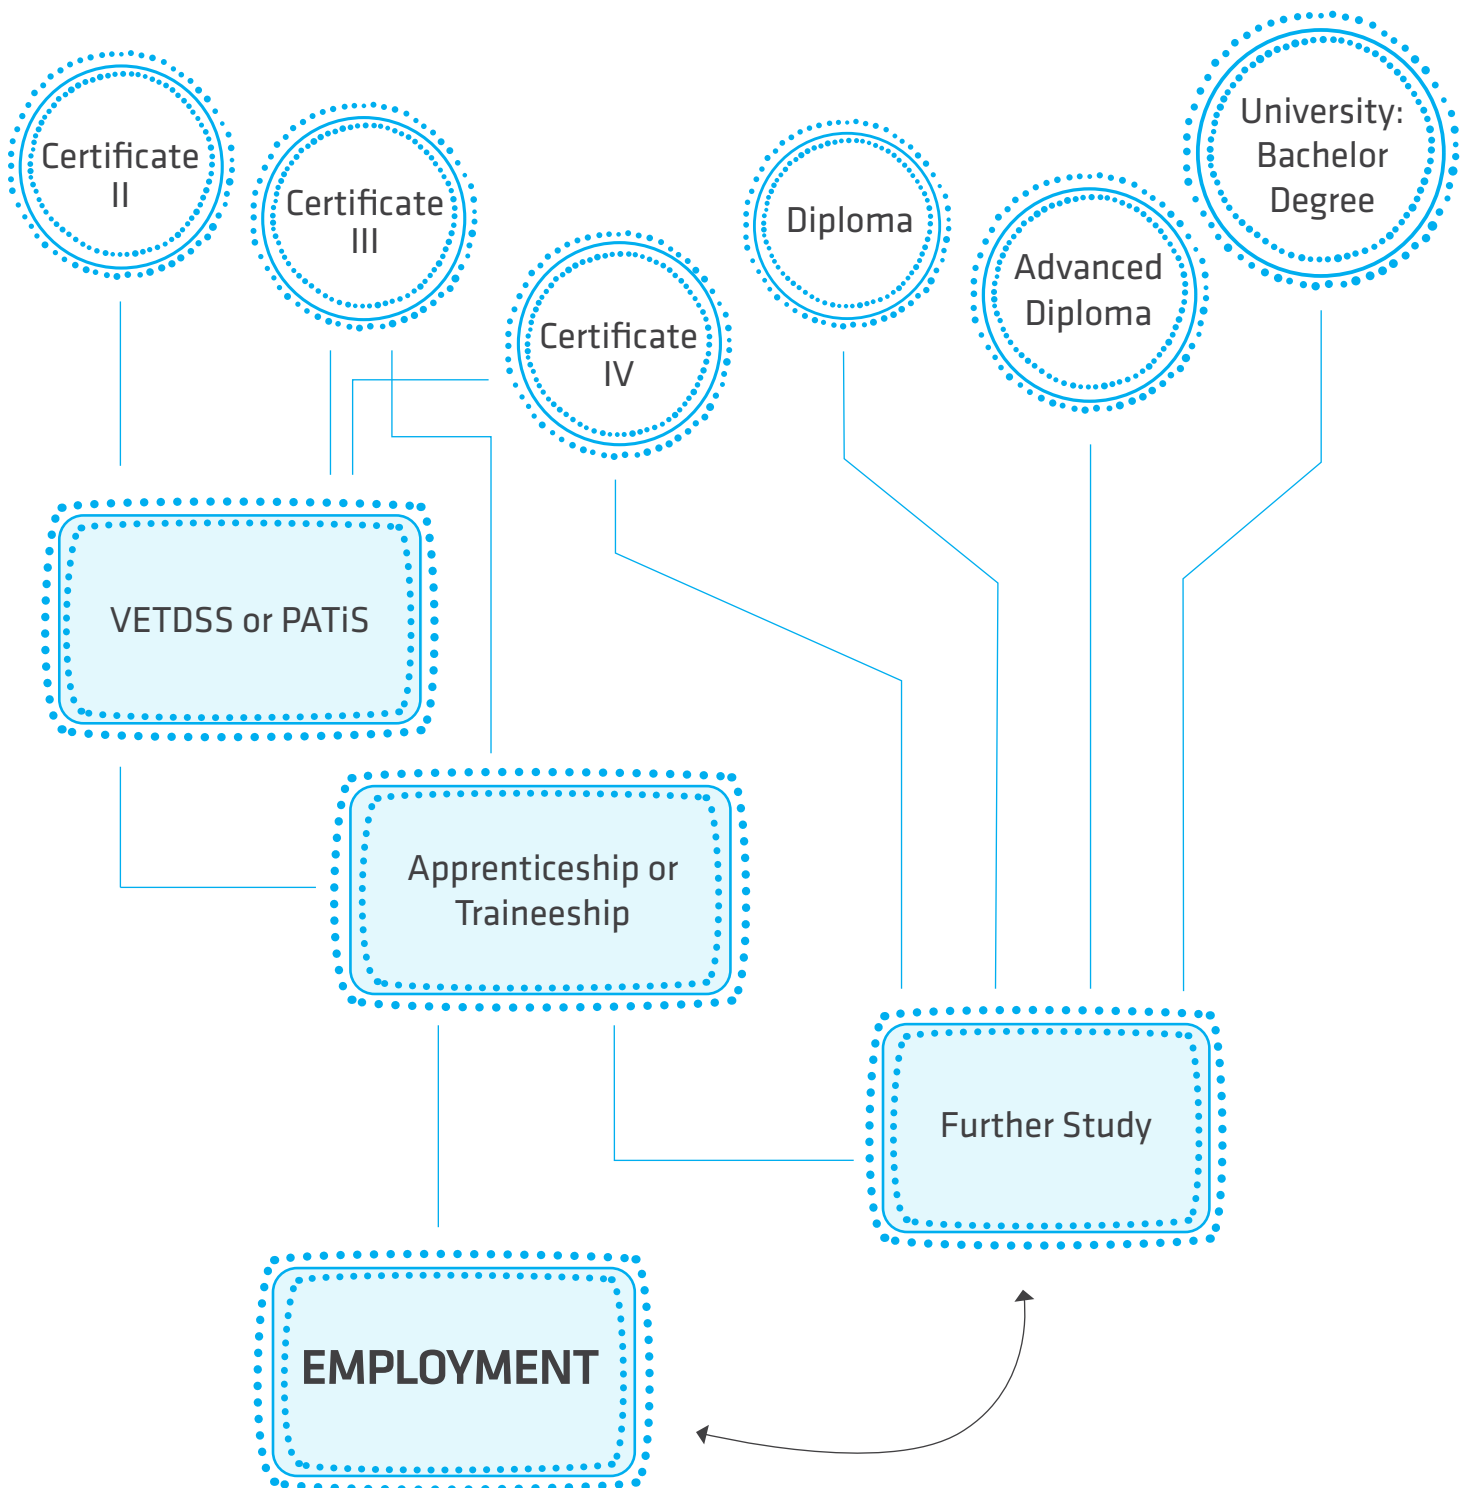 Certificate
II
Certificate
III
Certificate
IV
Diploma
Advanced
Diploma
University:
Bachelor
Degree
VETDSS or PATiS
Apprenticeship or
Traineeship
Further Study
EMPLOYMENT